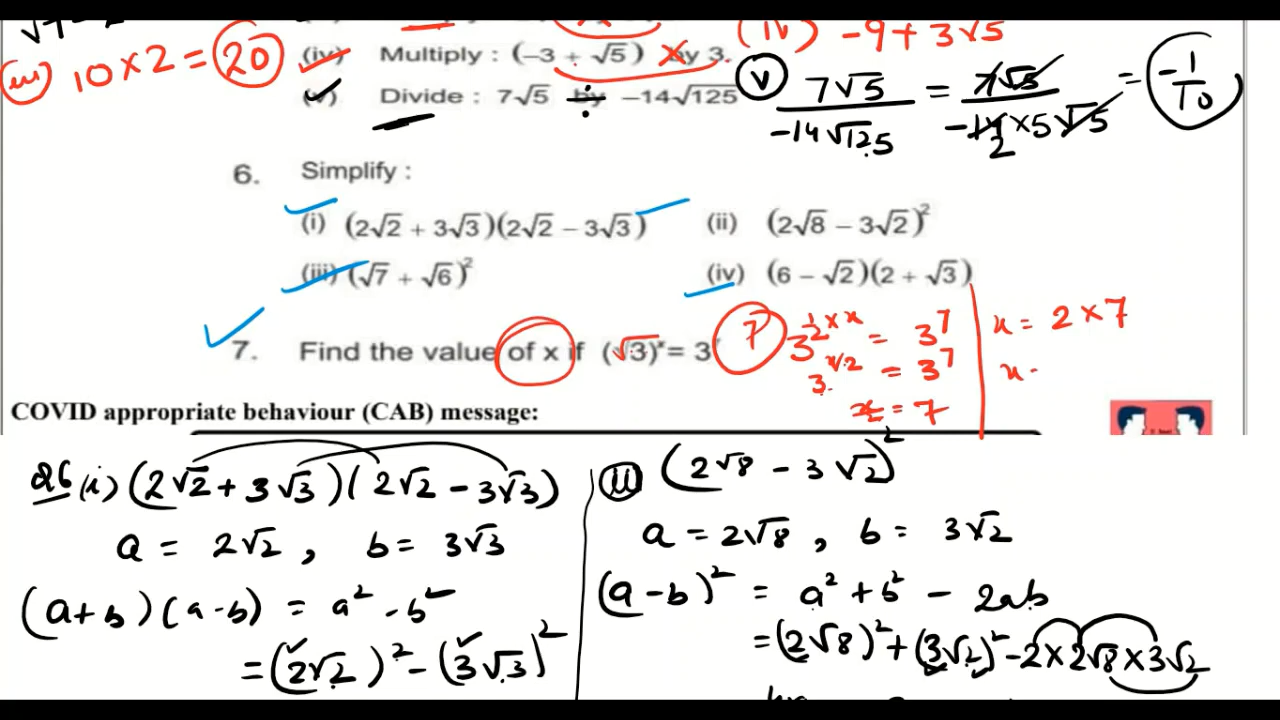 (iii) 10 × 2 = 20
(iv) Multiply : (−3 + √5) by 3.
(iv) -9 + 3√5
(v) Divide : 7√5 by −14√125
÷
(v) 7√5 / -14√125 = 7√5 / -14 × 5√5 = -1/10
2
6. Simplify :
(i) (2√2 + 3√3)(2√2 − 3√3) (ii) (2√8 − 3√2)²
(iii) (√7 + √6)² (iv) (6 − √2)(2 + √3)
7. Find the value of x if (√3)ˣ = 3⁷
7 3^(1/2 × x) = 3⁷
3^(x/2) = 3⁷
x/2 = 7
x = 2 × 7
x =
COVID appropriate behaviour (CAB) message:
Q6 (i) (2√2 + 3√3)(2√2 - 3√3)
a = 2√2 , b = 3√3
(a+b)(a-b) = a² - b²
= (2√2)² - (3√3)²
(ii) (2√8 - 3√2)²
a = 2√8 , b = 3√2
(a-b)² = a² + b² - 2ab
= (2√8)² + (3√2)² - 2 × 2√8 × 3√2